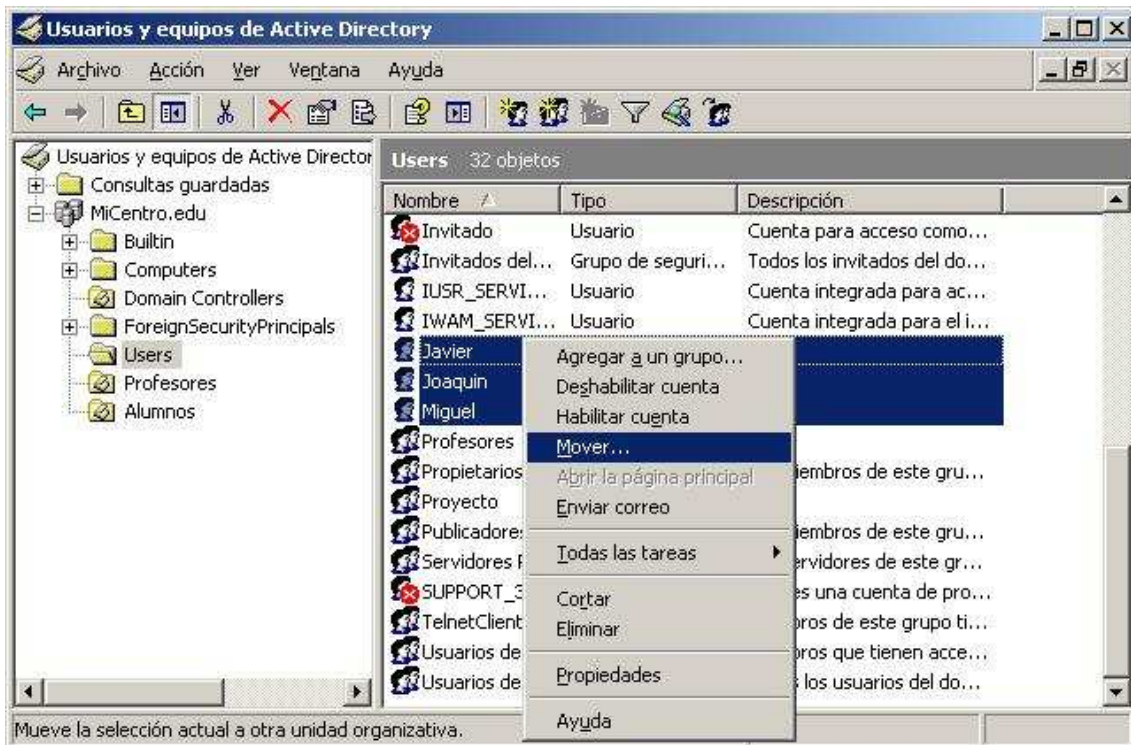 Usuarios y equipos de Active Directory
Archivo Acción Ver Ventana Ayuda
Usuarios y equipos de Active Director
Consultas guardadas
MiCentro.edu
Builtin
Computers
Domain Controllers
ForeignSecurityPrincipals
Users
Profesores
Alumnos
Users 32 objetos
Nombre Tipo Descripción
Invitado Usuario Cuenta para acceso como...
Invitados del... Grupo de seguri... Todos los invitados del do...
IUSR_SERVI... Usuario Cuenta integrada para ac...
IWAM_SERVI... Usuario Cuenta integrada para el i...
Javier
Joaquin
Miguel
Profesores
Propietarios iembros de este gru...
Proyecto
Publicadores iembros de este gru...
Servidores ervidores de este gr...
SUPPORT_3 es una cuenta de pro...
TelnetClient bros de este grupo ti...
Usuarios de bros que tienen acce...
Usuarios de los usuarios del do...
Agregar a un grupo...
Deshabilitar cuenta
Habilitar cuenta
Mover...
Abrir la página principal
Enviar correo
Todas las tareas
Cortar
Eliminar
Propiedades
Ayuda
Mueve la selección actual a otra unidad organizativa.